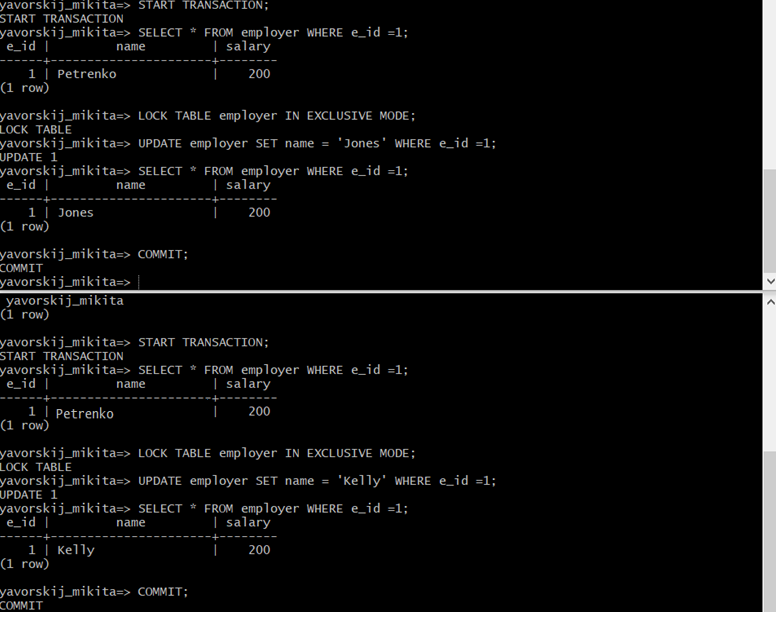 yavorskij_mikita=> START TRANSACTION;
START TRANSACTION
yavorskij_mikita=> SELECT * FROM employer WHERE e_id =1;
 e_id |         name         | salary
------+----------------------+--------
    1 | Petrenko             |    200
(1 row)

yavorskij_mikita=> LOCK TABLE employer IN EXCLUSIVE MODE;
LOCK TABLE
yavorskij_mikita=> UPDATE employer SET name = 'Jones' WHERE e_id =1;
UPDATE 1
yavorskij_mikita=> SELECT * FROM employer WHERE e_id =1;
 e_id |         name         | salary
------+----------------------+--------
    1 | Jones                |    200
(1 row)

yavorskij_mikita=> COMMIT;
COMMIT
yavorskij_mikita=>
 yavorskij_mikita
(1 row)

yavorskij_mikita=> START TRANSACTION;
START TRANSACTION
yavorskij_mikita=> SELECT * FROM employer WHERE e_id =1;
 e_id |         name         | salary
------+----------------------+--------
    1 | Petrenko             |    200
(1 row)

yavorskij_mikita=> LOCK TABLE employer IN EXCLUSIVE MODE;
LOCK TABLE
yavorskij_mikita=> UPDATE employer SET name = 'Kelly' WHERE e_id =1;
UPDATE 1
yavorskij_mikita=> SELECT * FROM employer WHERE e_id =1;
 e_id |         name         | salary
------+----------------------+--------
    1 | Kelly                |    200
(1 row)

yavorskij_mikita=> COMMIT;
COMMIT